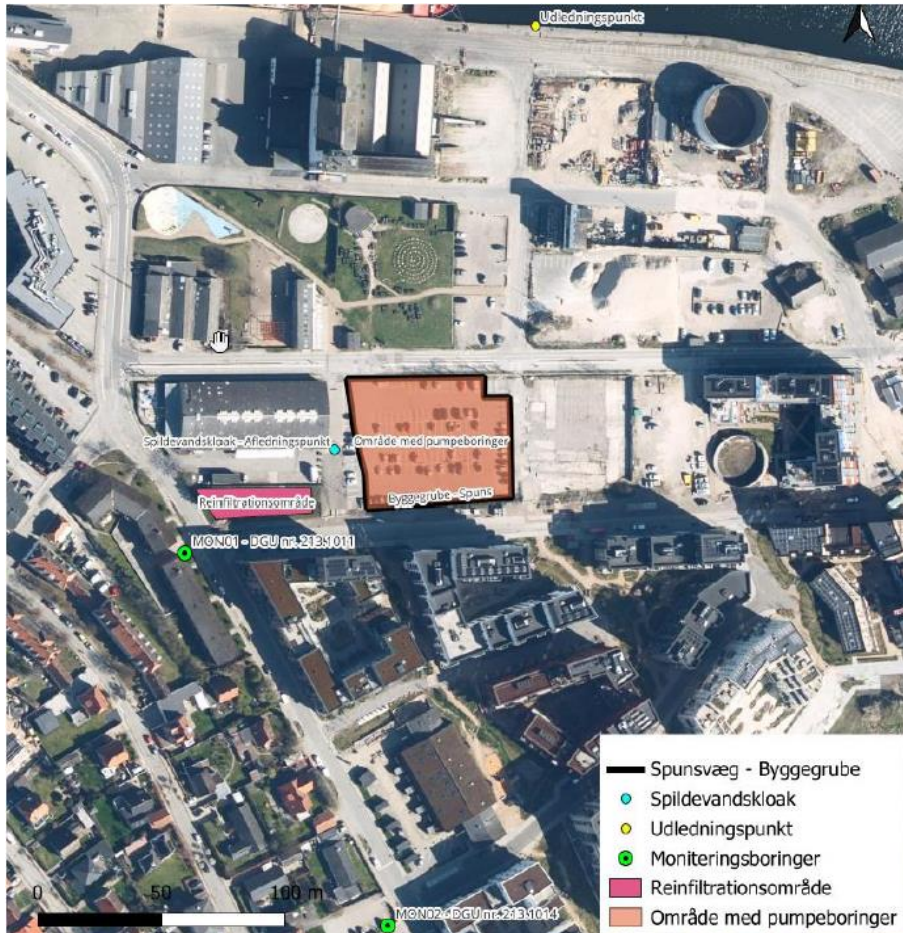 Udledningspunkt
Spildevandskloak - Afledningspunkt
Område med pumpeboringer
Byggegrube - Spuns
Reinfiltrationsområde
MON01 - DGU nr. 213.1011
MON02 - DGU nr. 213.1014
0 50 100 m
Spunsvæg - Byggegrube
Spildevandskloak
Udledningspunkt
Moniteringsboringer
Reinfiltrationsområde
Område med pumpeboringer